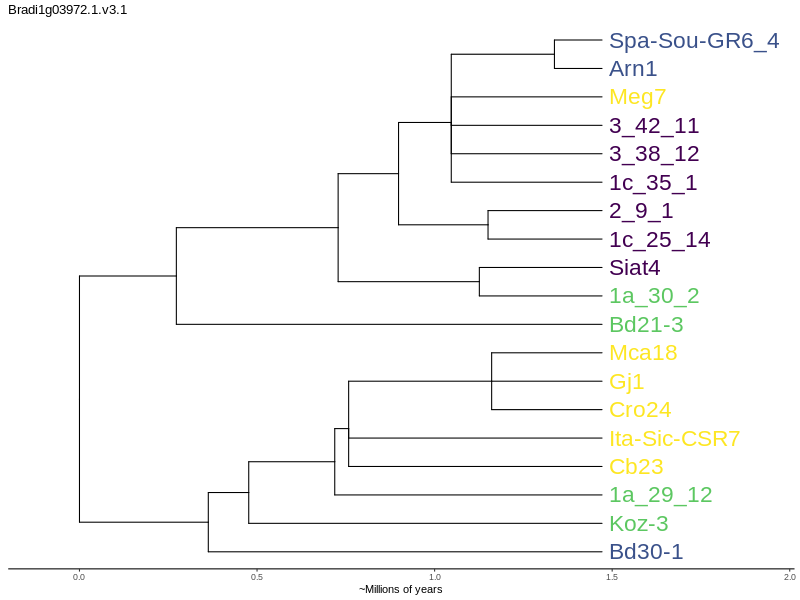 Bradi1g03972.1.v3.1
Spa-Sou-GR6_4
Arn1
Meg7
3_42_11
3_38_12
1c_35_1
2_9_1
1c_25_14
Siat4
1a_30_2
Bd21-3
Mca18
Gj1
Cro24
Ita-Sic-CSR7
Cb23
1a_29_12
Koz-3
Bd30-1
0.0 0.5 1.0 1.5 2.0
~Millions of years